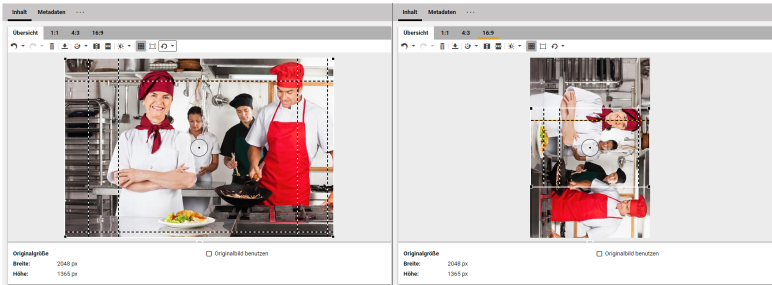 Inhalt Metadaten ···
Übersicht 1:1 4:3 16:9
Originalgröße
Breite: 2048 px
Höhe: 1365 px
Originalbild benutzen
Inhalt Metadaten ···
Übersicht 1:1 4:3 16:9
Originalgröße
Breite: 2048 px
Höhe: 1365 px
Originalbild benutzen